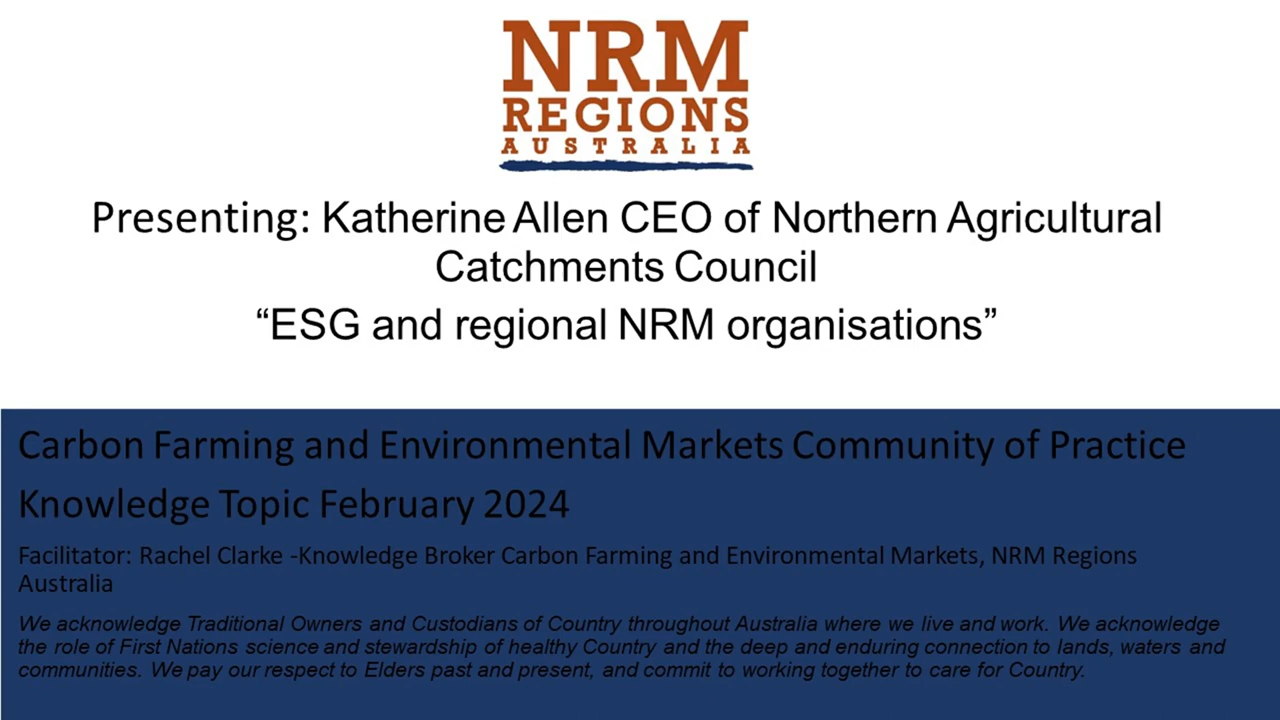 NRM
REGIONS
AUSTRALIA
Presenting: Katherine Allen CEO of Northern Agricultural
Catchments Council
“ESG and regional NRM organisations”
Carbon Farming and Environmental Markets Community of Practice
Knowledge Topic February 2024
Facilitator: Rachel Clarke -Knowledge Broker Carbon Farming and Environmental Markets, NRM Regions
Australia
We acknowledge Traditional Owners and Custodians of Country throughout Australia where we live and work. We acknowledge
the role of First Nations science and stewardship of healthy Country and the deep and enduring connection to lands, waters and
communities. We pay our respect to Elders past and present, and commit to working together to care for Country.